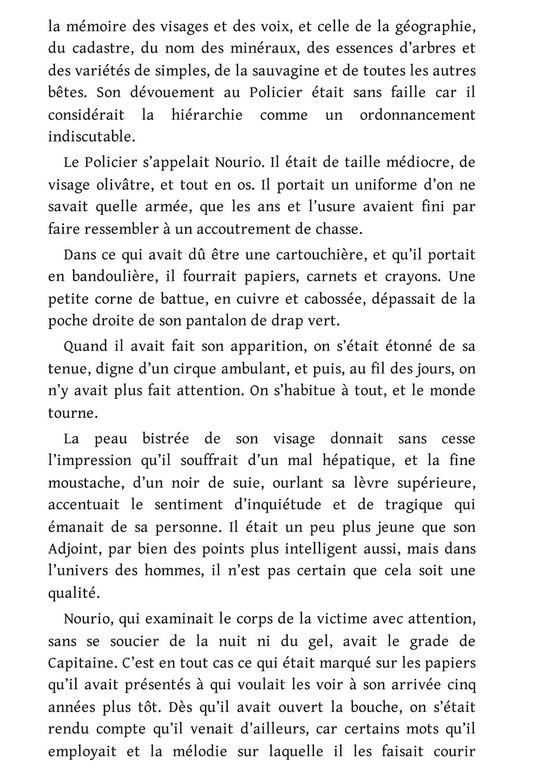 la mémoire des visages et des voix, et celle de la géographie,
du cadastre, du nom des minéraux, des essences d’arbres et
des variétés de simples, de la sauvagine et de toutes les autres
bêtes. Son dévouement au Policier était sans faille car il
considérait la hiérarchie comme un ordonnancement
indiscutable.
Le Policier s’appelait Nourio. Il était de taille médiocre, de
visage olivâtre, et tout en os. Il portait un uniforme d’on ne
savait quelle armée, que les ans et l’usure avaient fini par
faire ressembler à un accoutrement de chasse.
Dans ce qui avait dû être une cartouchière, et qu’il portait
en bandoulière, il fourrait papiers, carnets et crayons. Une
petite corne de battue, en cuivre et cabossée, dépassait de la
poche droite de son pantalon de drap vert.
Quand il avait fait son apparition, on s’était étonné de sa
tenue, digne d’un cirque ambulant, et puis, au fil des jours, on
n’y avait plus fait attention. On s’habitue à tout, et le monde
tourne.
La peau bistrée de son visage donnait sans cesse
l’impression qu’il souffrait d’un mal hépatique, et la fine
moustache, d’un noir de suie, ourlant sa lèvre supérieure,
accentuait le sentiment d’inquiétude et de tragique qui
émanait de sa personne. Il était un peu plus jeune que son
Adjoint, par bien des points plus intelligent aussi, mais dans
l’univers des hommes, il n’est pas certain que cela soit une
qualité.
Nourio, qui examinait le corps de la victime avec attention,
sans se soucier de la nuit ni du gel, avait le grade de
Capitaine. C’est en tout cas ce qui était marqué sur les papiers
qu’il avait présentés à qui voulait les voir à son arrivée cinq
années plus tôt. Dès qu’il avait ouvert la bouche, on s’était
rendu compte qu’il venait d’ailleurs, car certains mots qu’il
employait et la mélodie sur laquelle il les faisait courir